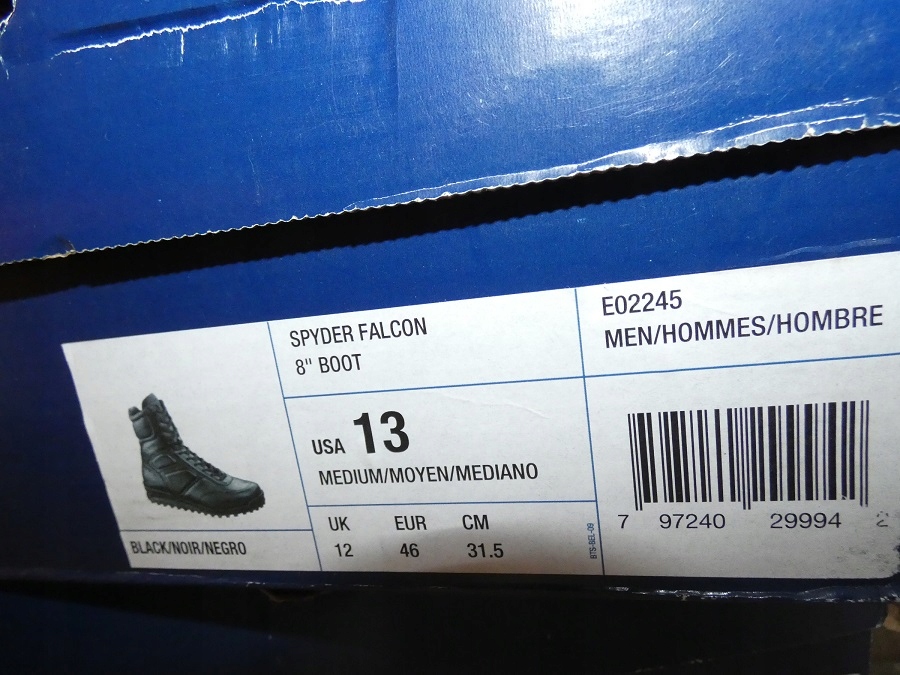 SPYDER FALCON
8" BOOT
E02245
MEN/HOMMES/HOMBRE
USA 13
MEDIUM/MOYEN/MEDIANO
UK EUR CM
12 46 31.5
BLACK/NOIR/NEGRO
7 97240 29994 2